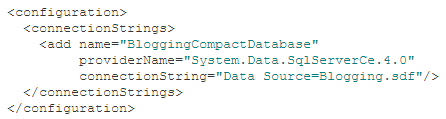 <configuration>
  <connectionStrings>
    <add name="BloggingCompactDatabase"
         providerName="System.Data.SqlServerCe.4.0"
         connectionString="Data Source=Blogging.sdf"/>
  </connectionStrings>
</configuration>